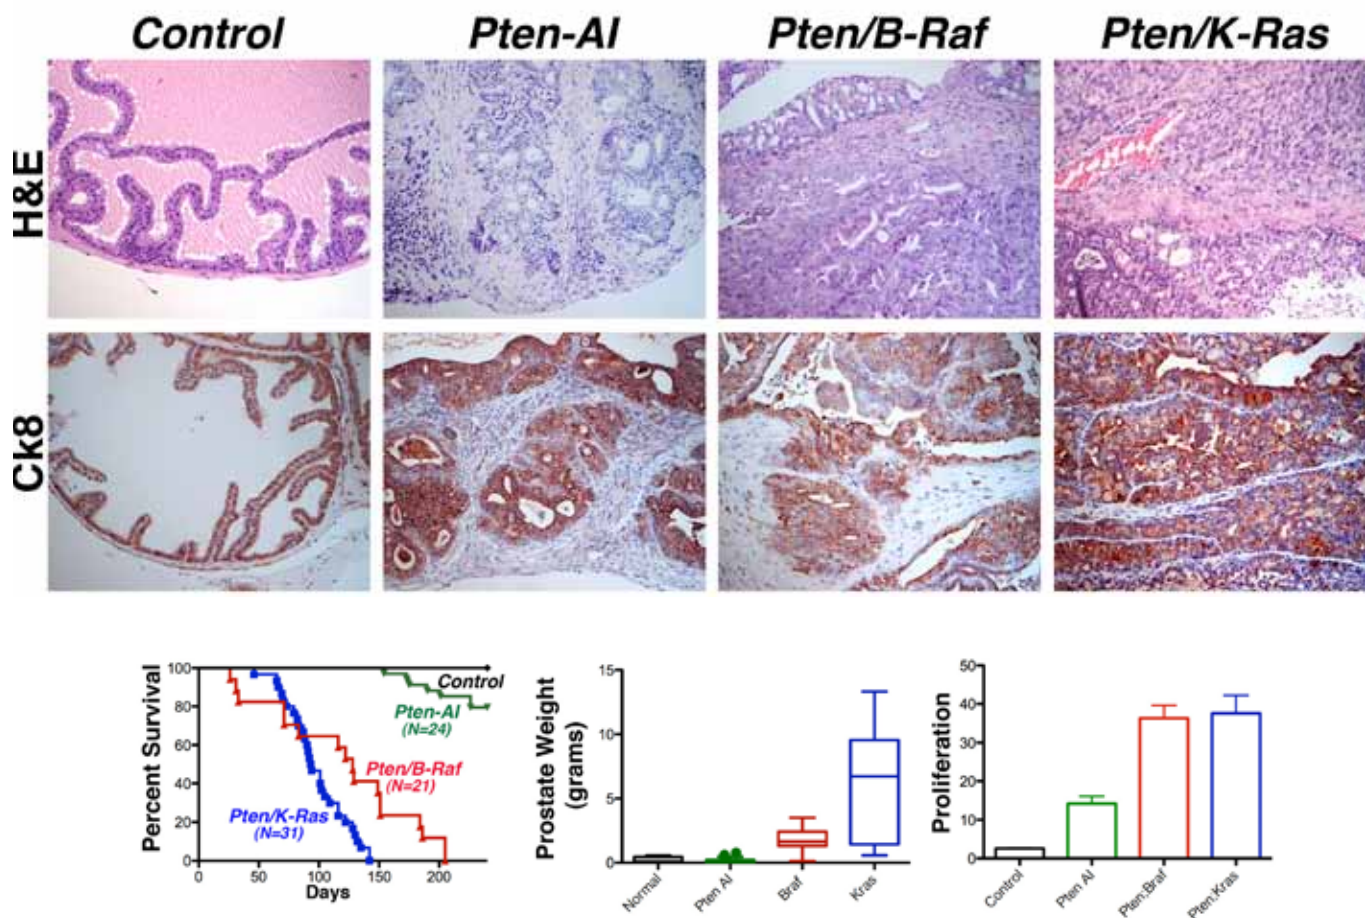 Control Pten-AI Pten/B-Raf Pten/K-Ras
H&E
Ck8
Percent Survival
100
80
60
40
20
0
0 50 100 150 200
Days
Control
Pten-AI
(N=24)
Pten/B-Raf
(N=21)
Pten/K-Ras
(N=31)
Prostate Weight
(grams)
15
10
5
0
Normal Pten AI Braf Kras
Proliferation
50
40
30
20
10
0
Control Pten AI Pten;Braf Pten;Kras